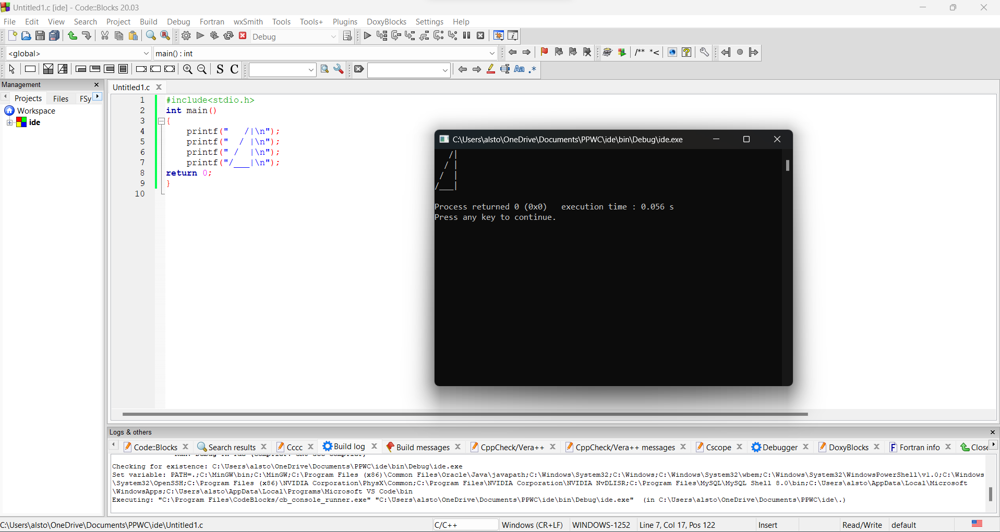 Untitled1.c [ide] - Code::Blocks 20.03
File Edit View Search Project Build Debug Fortran wxSmith Tools Tools+ Plugins DoxyBlocks Settings Help
Debug
<global> main() : int
/** *<
S C
Aa .*
Management
Projects Files FSy
Workspace
ide
Untitled1.c
1 #include<stdio.h>
2 int main()
3 {
4     printf("   /|\n");
5     printf("  / |\n");
6     printf(" /  |\n");
7     printf("/___|\n");
8 return 0;
9 }
10
C:\Users\alsto\OneDrive\Documents\PPWC\ide\bin\Debug\ide.exe
   /|
  / |
 /  |
/___|
Process returned 0 (0x0)   execution time : 0.056 s
Press any key to continue.
Logs & others
Code::Blocks Search results Cccc Build log Build messages CppCheck/Vera++ CppCheck/Vera++ messages Cscope Debugger DoxyBlocks Fortran info Close
Checking for existence: C:\Users\alsto\OneDrive\Documents\PPWC\ide\bin\Debug\ide.exe
Set variable: PATH=.;C:\MinGW\bin;C:\MinGW;C:\Program Files (x86)\Common Files\Oracle\Java\javapath;C:\Windows\System32;C:\Windows;C:\Windows\System32\wbem;C:\Windows\System32\WindowsPowerShell\v1.0;C:\Windows
\System32\OpenSSH;C:\Program Files (x86)\NVIDIA Corporation\PhysX\Common;C:\Program Files\NVIDIA Corporation\NVIDIA NvDLISR;C:\Program Files\MySQL\MySQL Shell 8.0\bin;C:\Users\alsto\AppData\Local\Microsoft
\WindowsApps;C:\Users\alsto\AppData\Local\Programs\Microsoft VS Code\bin
Executing: "C:\Program Files\CodeBlocks/cb_console_runner.exe" "C:\Users\alsto\OneDrive\Documents\PPWC\ide\bin\Debug\ide.exe"  (in C:\Users\alsto\OneDrive\Documents\PPWC\ide\.)
C:\Users\alsto\OneDrive\Documents\PPWC\ide\Untitled1.c C/C++ Windows (CR+LF) WINDOWS-1252 Line 7, Col 17, Pos 122 Insert Read/Write default